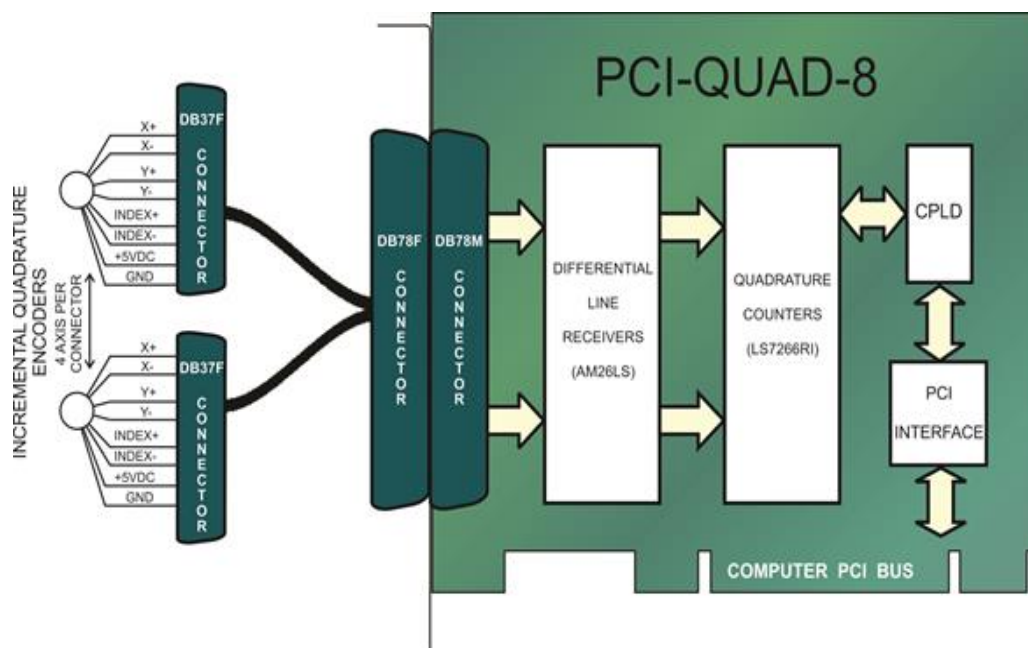 PCI-QUAD-8
INCREMENTAL QUADRATURE
ENCODERS
4 AXIS PER
CONNECTOR
X+
X-
Y+
Y-
INDEX+
INDEX-
+5VDC
GND
DB37F
CONNECTOR
X+
X-
Y+
Y-
INDEX+
INDEX-
+5VDC
GND
DB37F
CONNECTOR
DB78F
CONNECTOR
DB78M
CONNECTOR
DIFFERENTIAL
LINE
RECEIVERS
(AM26LS)
QUADRATURE
COUNTERS
(LS7266RI)
CPLD
PCI
INTERFACE
COMPUTER PCI BUS